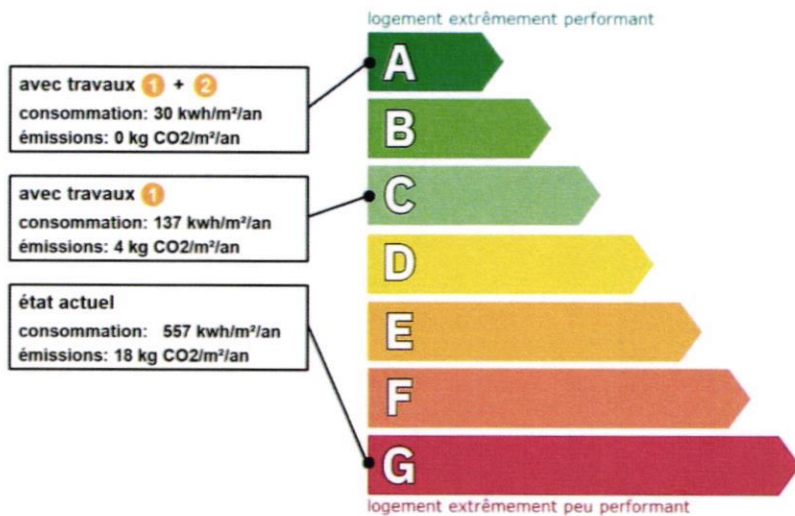 logement extrêmement performant
avec travaux 1 + 2
consommation: 30 kwh/m²/an
émissions: 0 kg CO2/m²/an
A
B
avec travaux 1
consommation: 137 kwh/m²/an
émissions: 4 kg CO2/m²/an
C
D
état actuel
consommation: 557 kwh/m²/an
émissions: 18 kg CO2/m²/an
E
F
G
logement extrêmement peu performant